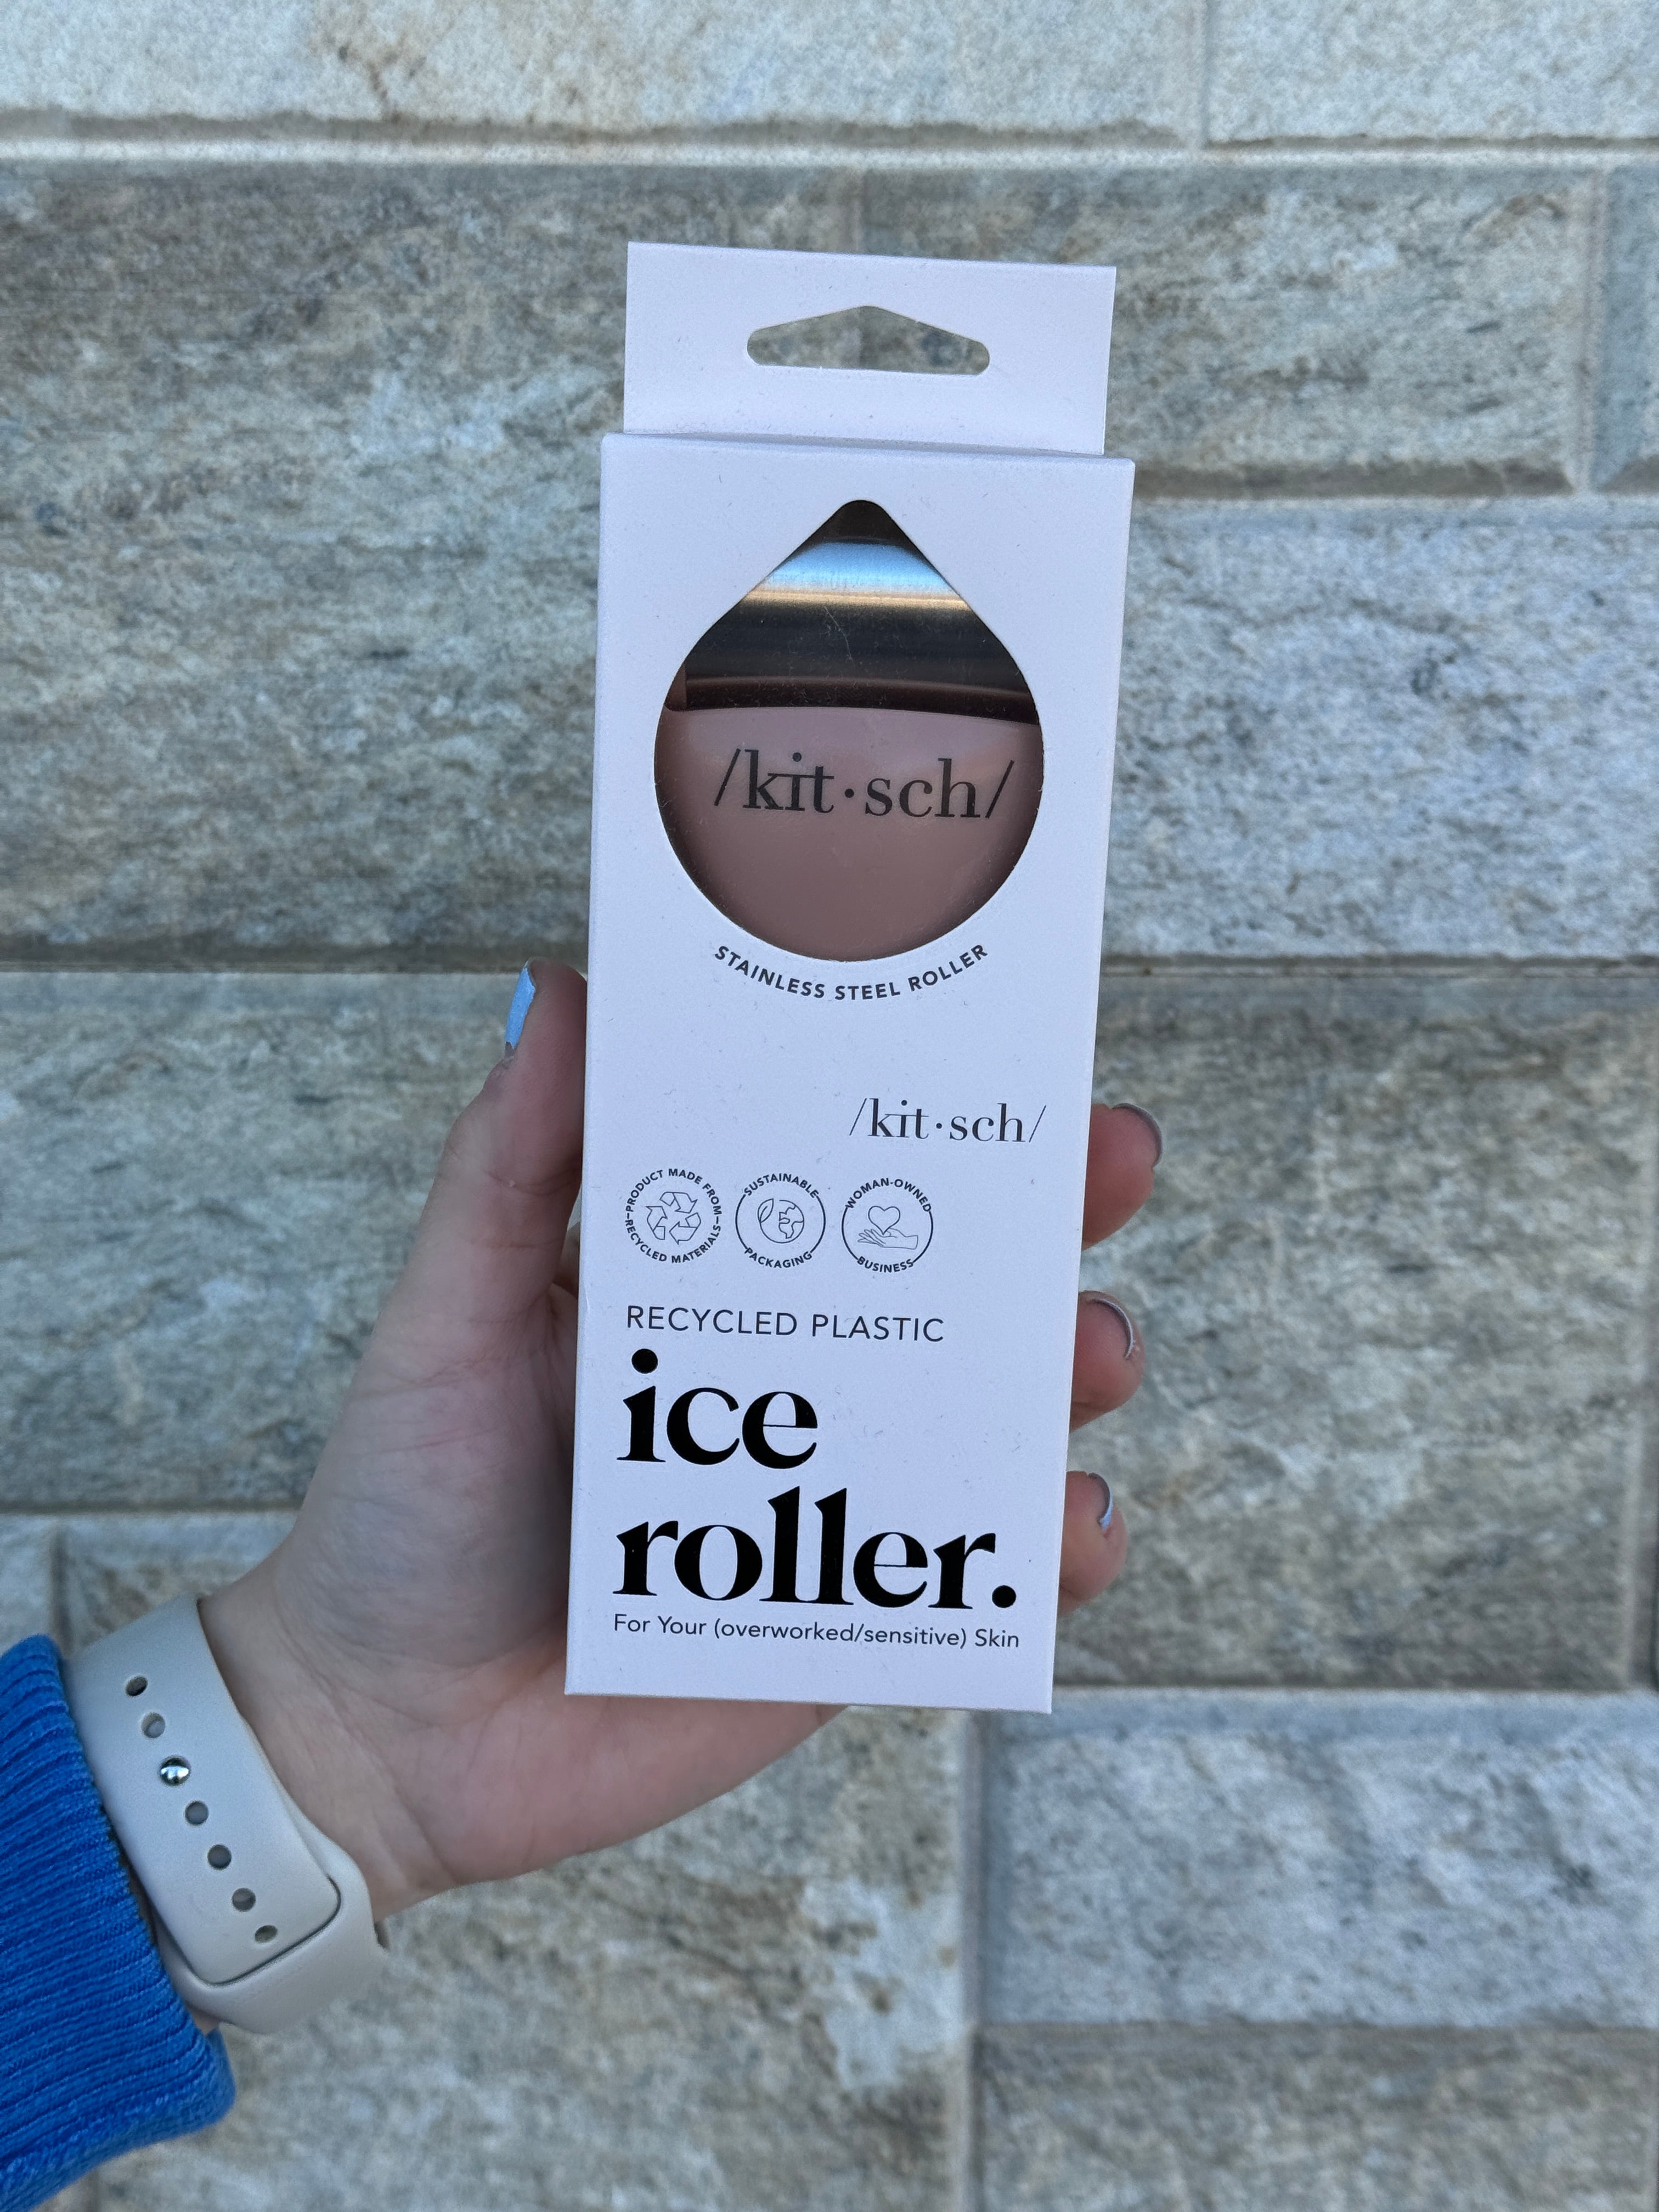 /kit·sch/
STAINLESS STEEL ROLLER
/kit·sch/
PRODUCT MADE FROM
RECYCLED MATERIALS
SUSTAINABLE
PACKAGING
WOMAN-OWNED
BUSINESS
RECYCLED PLASTIC
ice
roller.
For Your (overworked/sensitive) Skin